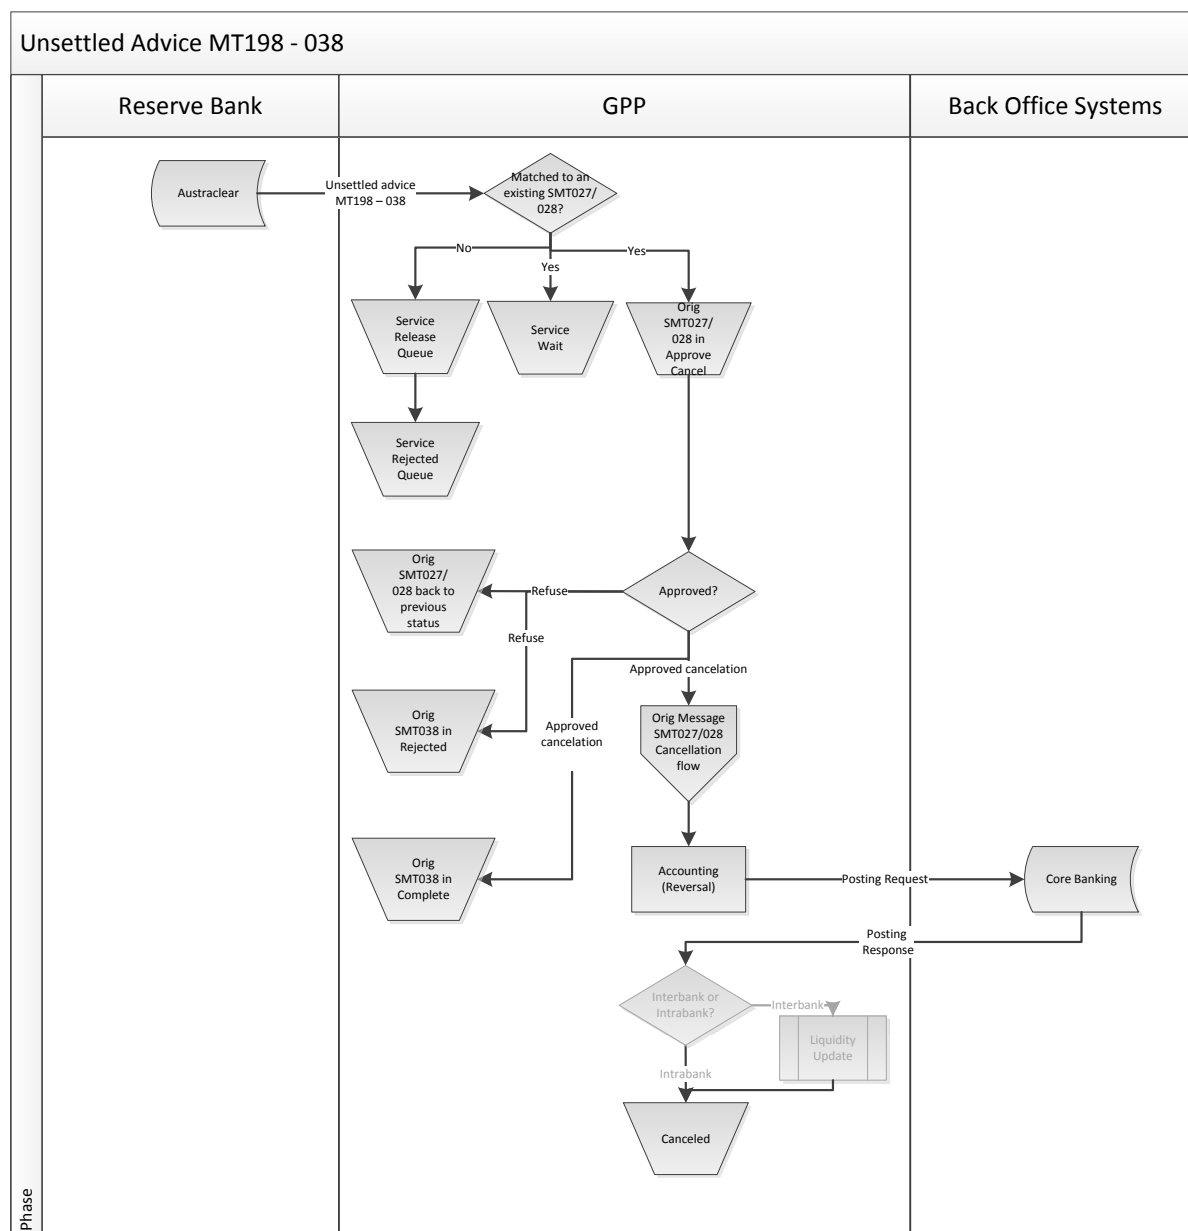 Unsettled Advice MT198 - 038
Reserve Bank
GPP
Back Office Systems
Austraclear
Unsettled advice
MT198 – 038
Matched to an
existing SMT027/
028?
No
Yes
Yes
Service
Release
Queue
Service
Wait
Orig
SMT027/
028 in
Approve
Cancel
Service
Rejected
Queue
Orig
SMT027/
028 back to
previous
status
Refuse
Approved?
Refuse
Approved cancelation
Orig
SMT038 in
Rejected
Approved
cancelation
Orig Message
SMT027/028
Cancellation
flow
Orig
SMT038 in
Complete
Accounting
(Reversal)
Posting Request
Core Banking
Posting
Response
Interbank or
Intrabank?
Interbank
Liquidity
Update
Intrabank
Canceled
Phase